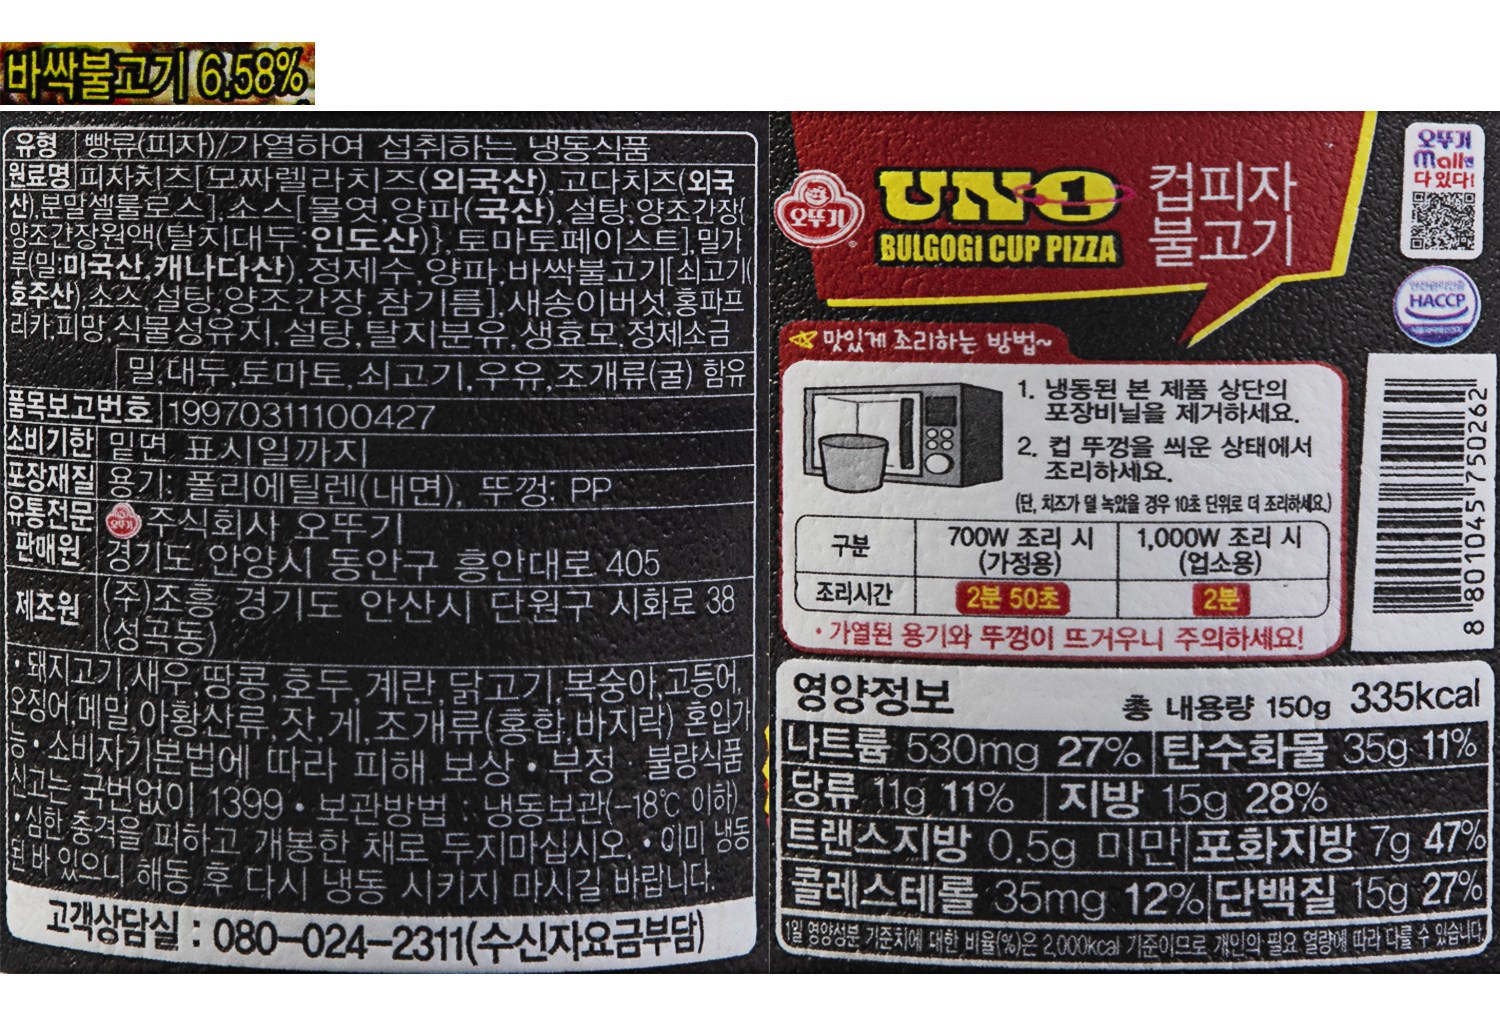 바싹불고기 6.58%
유형 빵류(피자)/가열하여 섭취하는 냉동식품
원료명 피자치즈[모짜렐라치즈(외국산),고다치즈(외국
산),분말셀룰로스],소스[물엿,양파(국산),설탕,양조간장{
양조간장원액(탈지대두:인도산)},토마토페이스트],밀가
루(밀:미국산,캐나다산),정제수,양파,바싹불고기[쇠고기(
호주산),소스,설탕,양조간장,참기름],새송이버섯,홍파프
리카,피망,식물성유지,설탕,탈지분유,생효모,정제소금
밀,대두,토마토,쇠고기,우유,조개류(굴) 함유
품목보고번호 19970311100427
소비기한 밑면 표시일까지
포장재질 용기: 폴리에틸렌(내면), 뚜껑: PP
유통전문판매원 오뚜기 주식회사 오뚜기
경기도 안양시 동안구 흥안대로 405
제조원 (주)조흥 경기도 안산시 단원구 시화로 38
(성곡동)
• 돼지고기,새우,땅콩,호두,계란,닭고기,복숭아,고등어,
오징어,메밀,아황산류,잣,게,조개류(홍합,바지락) 혼입가
능 • 소비자기본법에 따라 피해 보상 • 부정 · 불량식품
신고는 국번없이 1399 • 보관방법 : 냉동보관(-18℃ 이하)
• 심한 충격을 피하고 개봉한 채로 두지마십시오. • 이미 냉동
된 바 있으니 해동 후 다시 냉동 시키지 마시길 바랍니다.
고객상담실 : 080-024-2311(수신자요금부담)
오뚜기
UNO
BULGOGI CUP PIZZA
컵피자
불고기
오뚜기
mall에
다있다!
HACCP
맛있게 조리하는 방법~
1. 냉동된 본 제품 상단의
포장비닐을 제거하세요.
2. 컵 뚜껑을 씌운 상태에서
조리하세요.
(단, 치즈가 덜 녹았을 경우 10초 단위로 더 조리하세요.)
구분 700W 조리 시 (가정용) 1,000W 조리 시 (업소용)
조리시간 2분 50초 2분
• 가열된 용기와 뚜껑이 뜨거우니 주의하세요!
8 801045 750262
영양정보 총 내용량 150g 335kcal
나트륨 530mg 27% 탄수화물 35g 11%
당류 11g 11% 지방 15g 28%
트랜스지방 0.5g 미만 포화지방 7g 47%
콜레스테롤 35mg 12% 단백질 15g 27%
1일 영양성분 기준치에 대한 비율(%)은 2,000kcal 기준이므로 개인의 필요 열량에 따라 다를 수 있습니다.